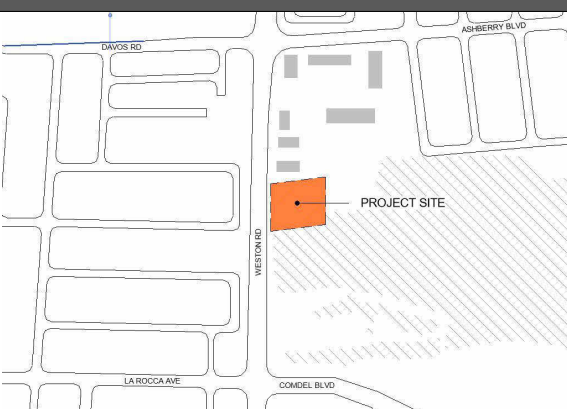 ASHBERRY BLVD
DAVOS RD
PROJECT SITE
WESTON RD
LA ROCCA AVE
COMDEL BLVD